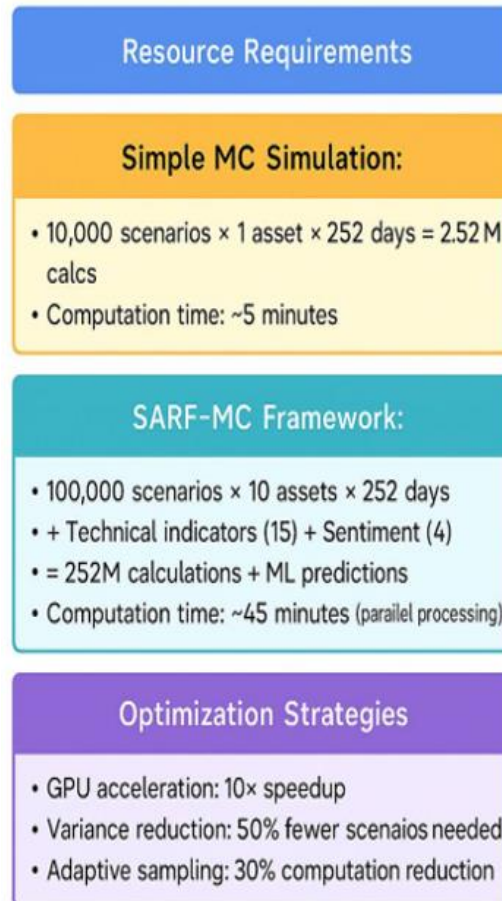 Resource Requirements
Simple MC Simulation:
• 10,000 scenarios × 1 asset × 252 days = 2.52 M
calcs
• Computation time: ~5 minutes
SARF-MC Framework:
• 100,000 scenarios × 10 assets × 252 days
• + Technical indicators (15) + Sentiment (4)
• = 252M calculations + ML predictions
• Computation time: ~45 minutes (parailel processing)
Optimization Strategies
• GPU acceleration: 10× speedup
• Variance reduction: 50% fewer scenaios needed
• Adaptive sampling: 30% computation reduction